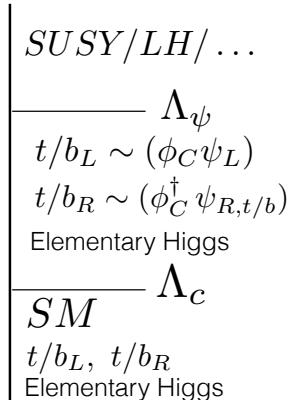 SUSY/LH/…
Λ_ψ
t/b_L ∼ (ϕ_C ψ_L)
t/b_R ∼ (ϕ_C^† ψ_{R,t/b})
Elementary Higgs
Λ_c
SM
t/b_L, t/b_R
Elementary Higgs